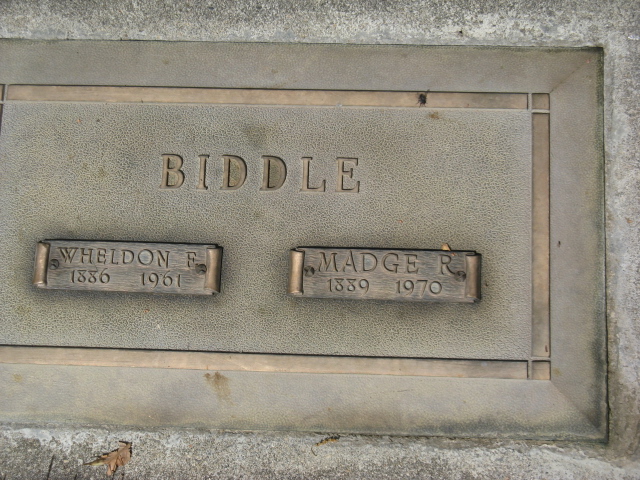 BIDDLE
WHELDON F. MADGE R.
1886 1961 1889 1970